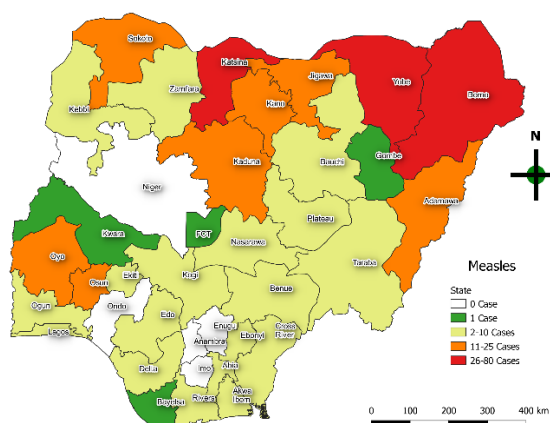 Sokoto
Katsina
Jigawa
Yobe
Borno
Zamfara
Kebbi
Kano
Kaduna
Bauchi
Gombe
Adamawa
Niger
N
Kwara
FCT
Plateau
Nasarawa
Taraba
Oyo
Osun
Ekiti
Kogi
Benue
Ogun
Ondo
Edo
Lagos
Enugu
Anambra
Ebonyi
Cross
River
Delta
Imo
Abia
Bayelsa
Rivers
Akwa
Ibom
Measles
State
0 Case
1 Case
2-10 Cases
11-25 Cases
26-80 Cases
0 100 200 300 400 km